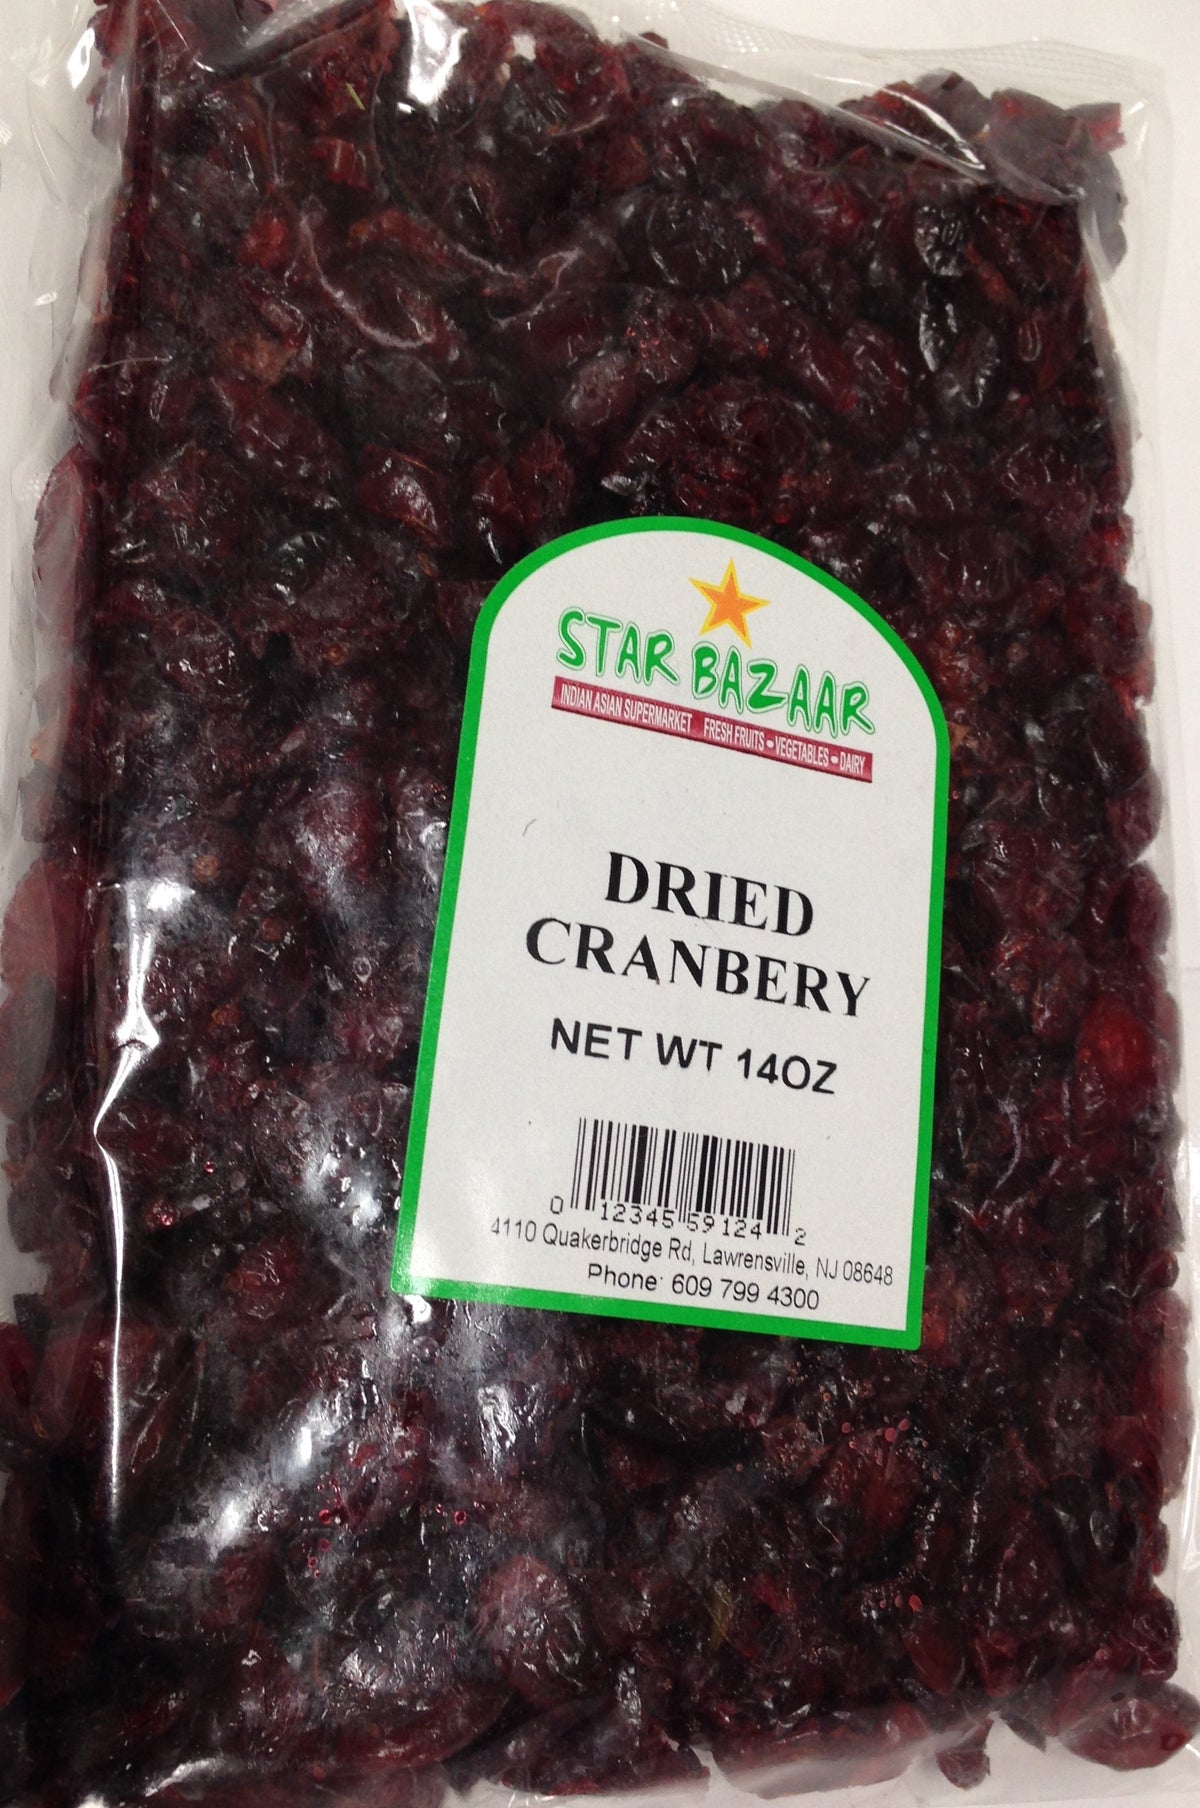 STAR BAZAAR
INDIAN ASIAN SUPERMARKET FRESH FRUITS • VEGETABLES • DAIRY
DRIED
CRANBERY
NET WT 14OZ
0 12345 59124 2
4110 Quakerbridge Rd, Lawrensville, NJ 08648
Phone: 609 799 4300